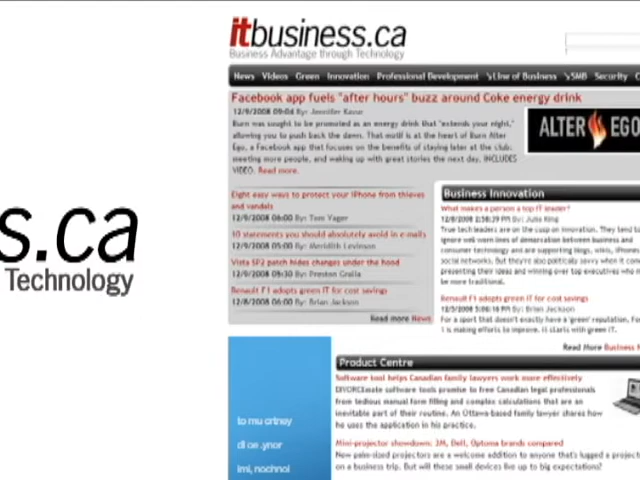 s.ca
Technology
itbusiness.ca
Business Advantage through Technology
News Videos Green Innovation Professional Development Line of Business SMB Security
Facebook app fuels "after hours" buzz around Coke energy drink
12/9/2008 09:04 By: Jennifer Kavur
Burn was sought to be promoted as an energy drink that "extends your night,"
allowing you to push back the dawn. That motif is at the heart of Burn Alter
Ego, a Facebook app that focuses on the benefits of staying later at the club,
meeting more people, and waking up with great stories the next day. INCLUDES
VIDEO. Read more.
ALTER EGO
Eight easy ways to protect your iPhone from thieves
and vandals
12/9/2008 06:00 By: Tom Yager
10 statements you should absolutely avoid in e-mails
12/9/2008 05:00 By: Meridith Levinson
Vista SP2 patch hides changes under the hood
12/9/2008 05:30 By: Preston Gralla
Renault F1 adopts green IT for cost savings
12/8/2008 06:00 By: Brian Jackson
Read more News
Business Innovation
What makes a person a top IT leader?
12/8/2008 2:58:39 PM By: Julie King
True tech leaders are on the cusp on innovation. They tend to
ignore well worn lines of demarcation between business and
consumer technology and are supporting blogs, wikis, iPhones
social networks. But they're also politically savvy when it comes
presenting their ideas and winning over top executives who
be more traditional.
Renault F1 adopts green IT for cost savings
12/5/2008 5:06:16 PM By: Brian Jackson
For a sport that doesn't exactly have a 'green' reputation,
1 is making efforts to improve. It starts with green IT.
Read More Business
Product Centre
Software tool helps Canadian family lawyers work more effectively
DIVORCEmate software tools promise to free Canadian legal professionals
from tedious manual form filling and complex calculations that are an
inevitable part of their routine. An Ottawa-based family lawyer shares how
he uses the application in his practice.
Mini-projector showdown: 3M, Dell, Optoma brands compared
New palm-sized projectors are a welcome addition to anyone that's lugged a
on a business trip. But will these small devices live up to big expectations?